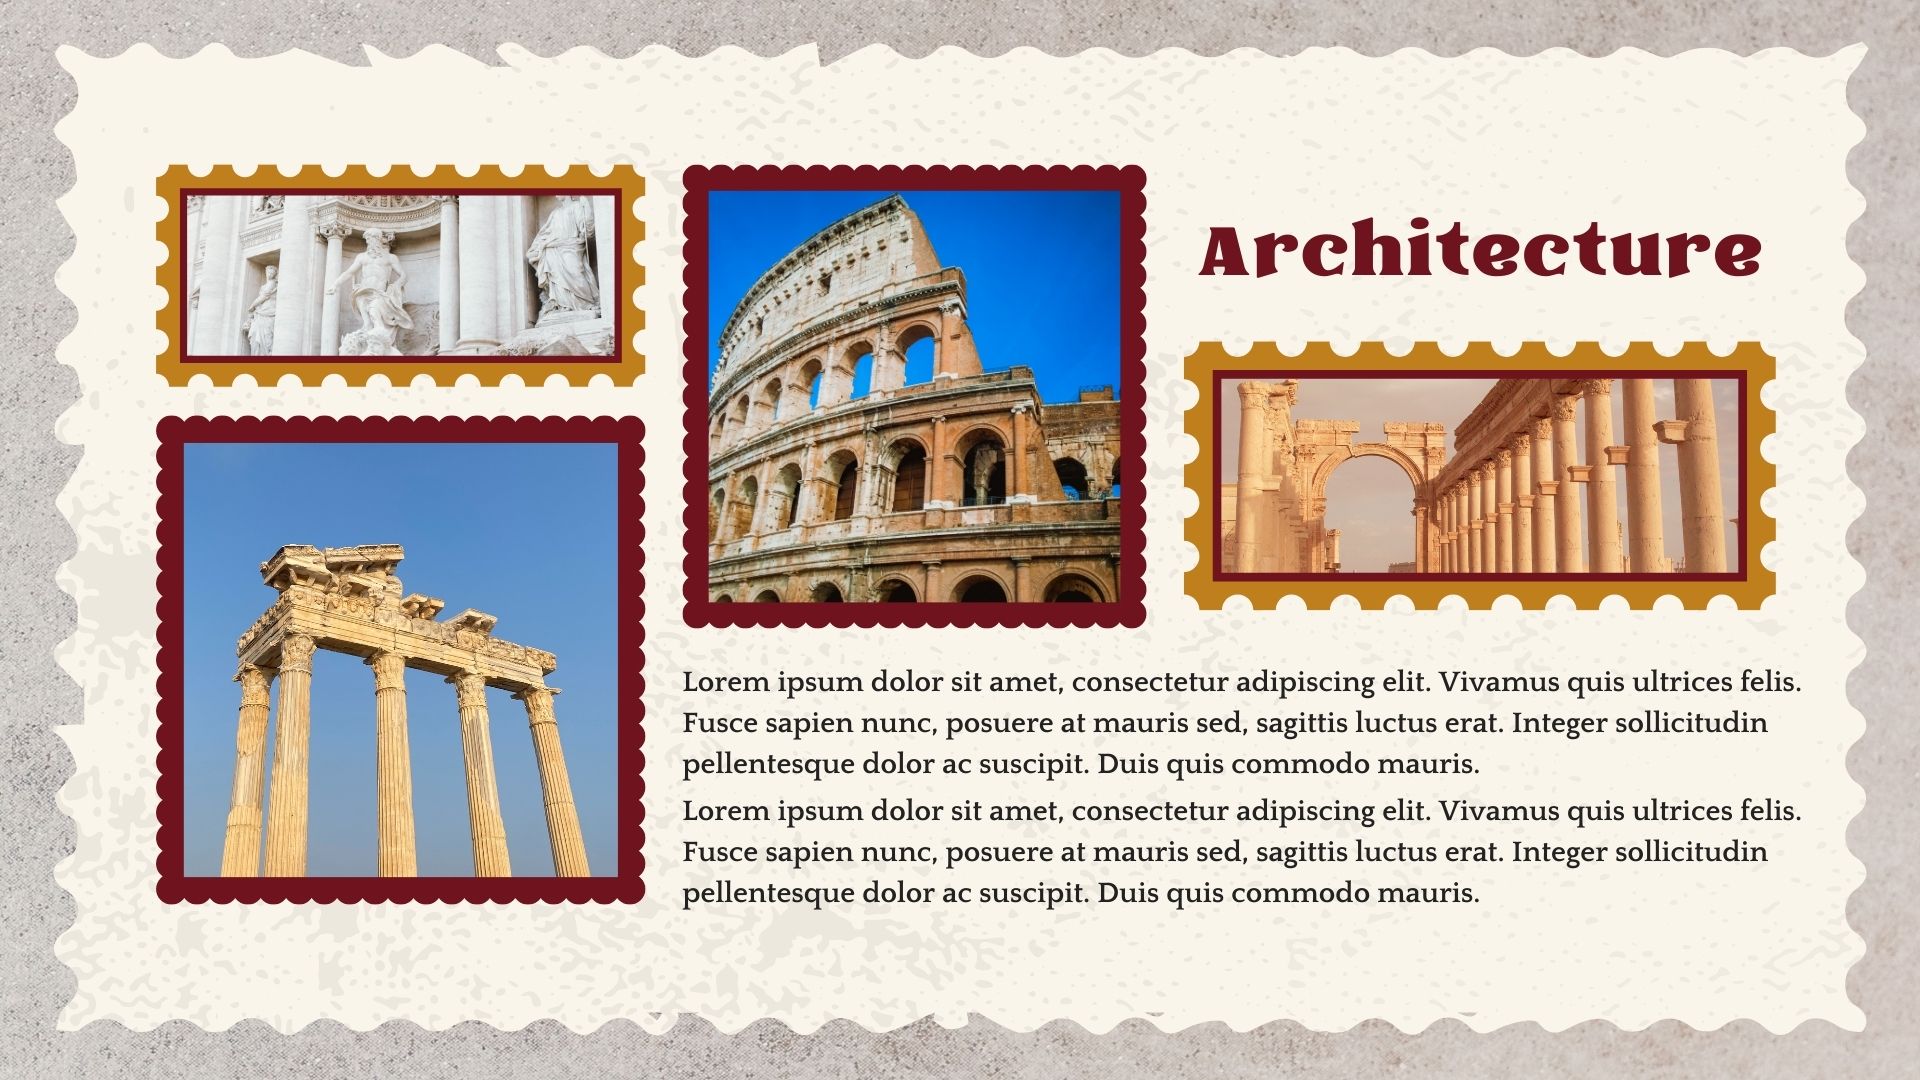 Architecture
Lorem ipsum dolor sit amet, consectetur adipiscing elit. Vivamus quis ultrices felis.
Fusce sapien nunc, posuere at mauris sed, sagittis luctus erat. Integer sollicitudin
pellentesque dolor ac suscipit. Duis quis commodo mauris.
Lorem ipsum dolor sit amet, consectetur adipiscing elit. Vivamus quis ultrices felis.
Fusce sapien nunc, posuere at mauris sed, sagittis luctus erat. Integer sollicitudin
pellentesque dolor ac suscipit. Duis quis commodo mauris.